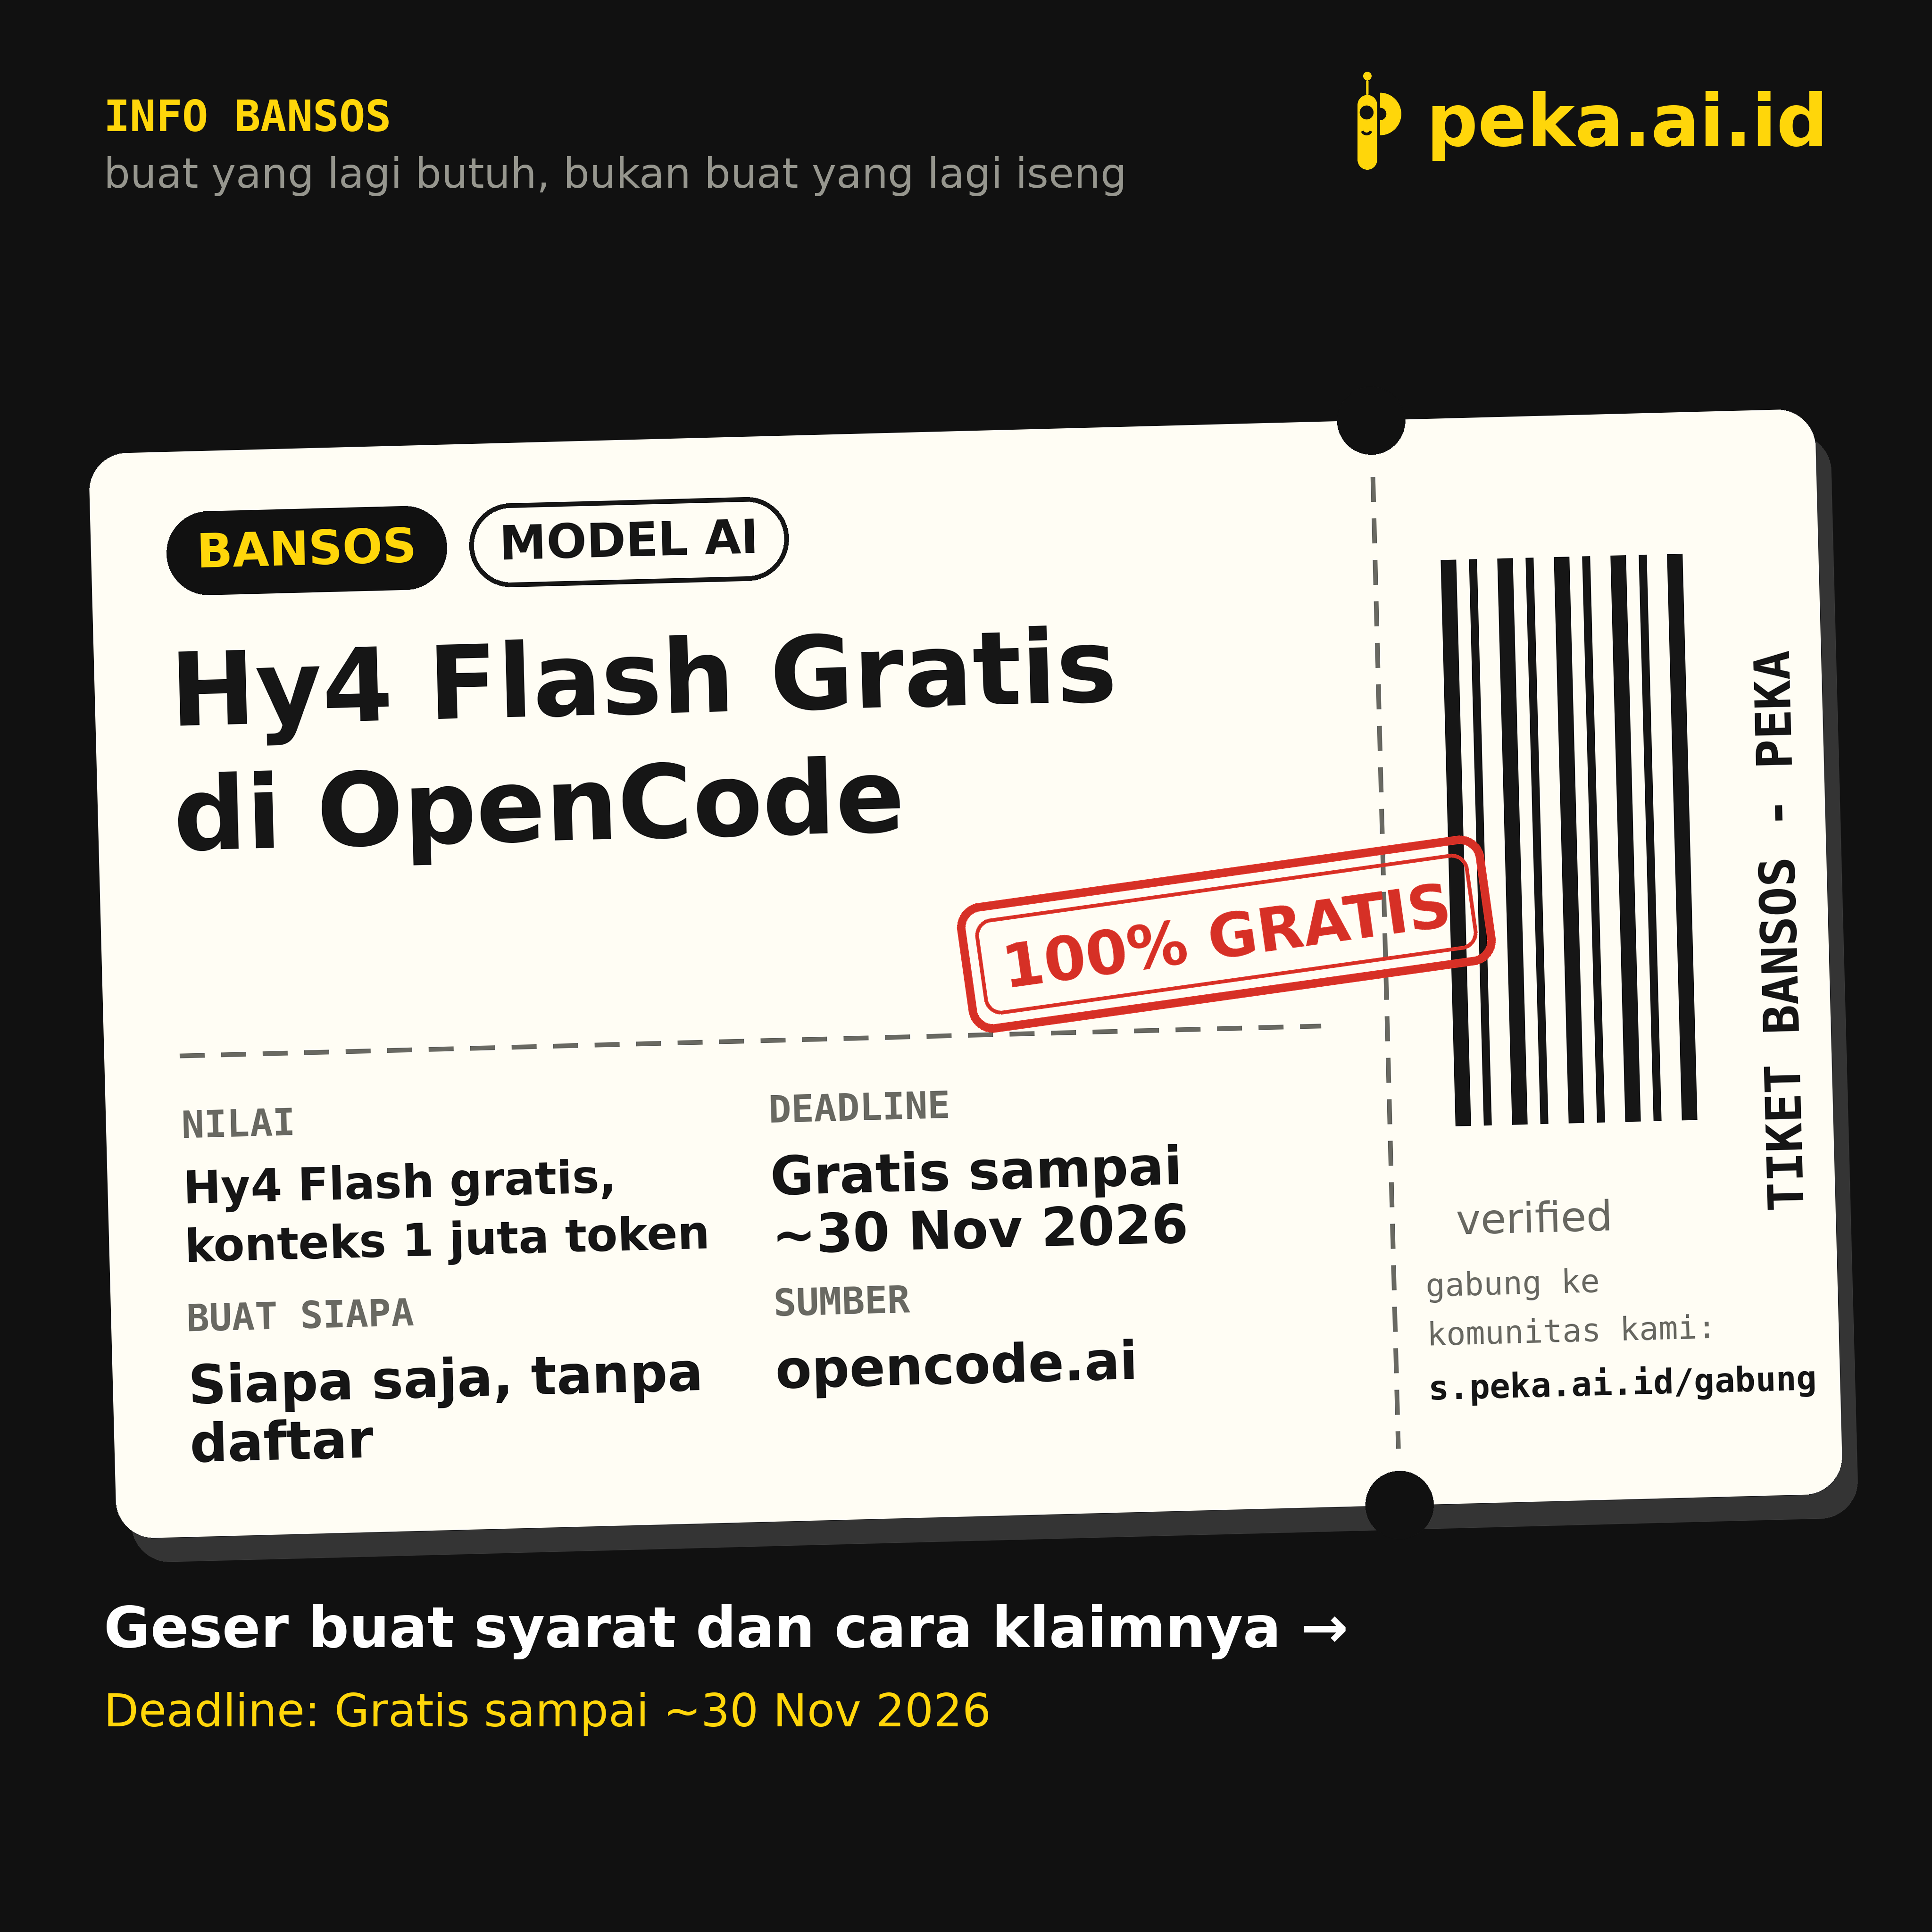 INFO BANSOS
buat yang lagi butuh, bukan buat yang lagi iseng
peka.ai.id
BANSOS
MODEL AI
Hy4 Flash Gratis
di OpenCode
100% GRATIS
NILAI
Hy4 Flash gratis,
konteks 1 juta token
DEADLINE
Gratis sampai
~30 Nov 2026
BUAT SIAPA
Siapa saja, tanpa
daftar
SUMBER
opencode.ai
TIKET BANSOS - PEKA
verified
gabung ke
komunitas kami:
s.peka.ai.id/gabung
Geser buat syarat dan cara klaimnya →
Deadline: Gratis sampai ~30 Nov 2026